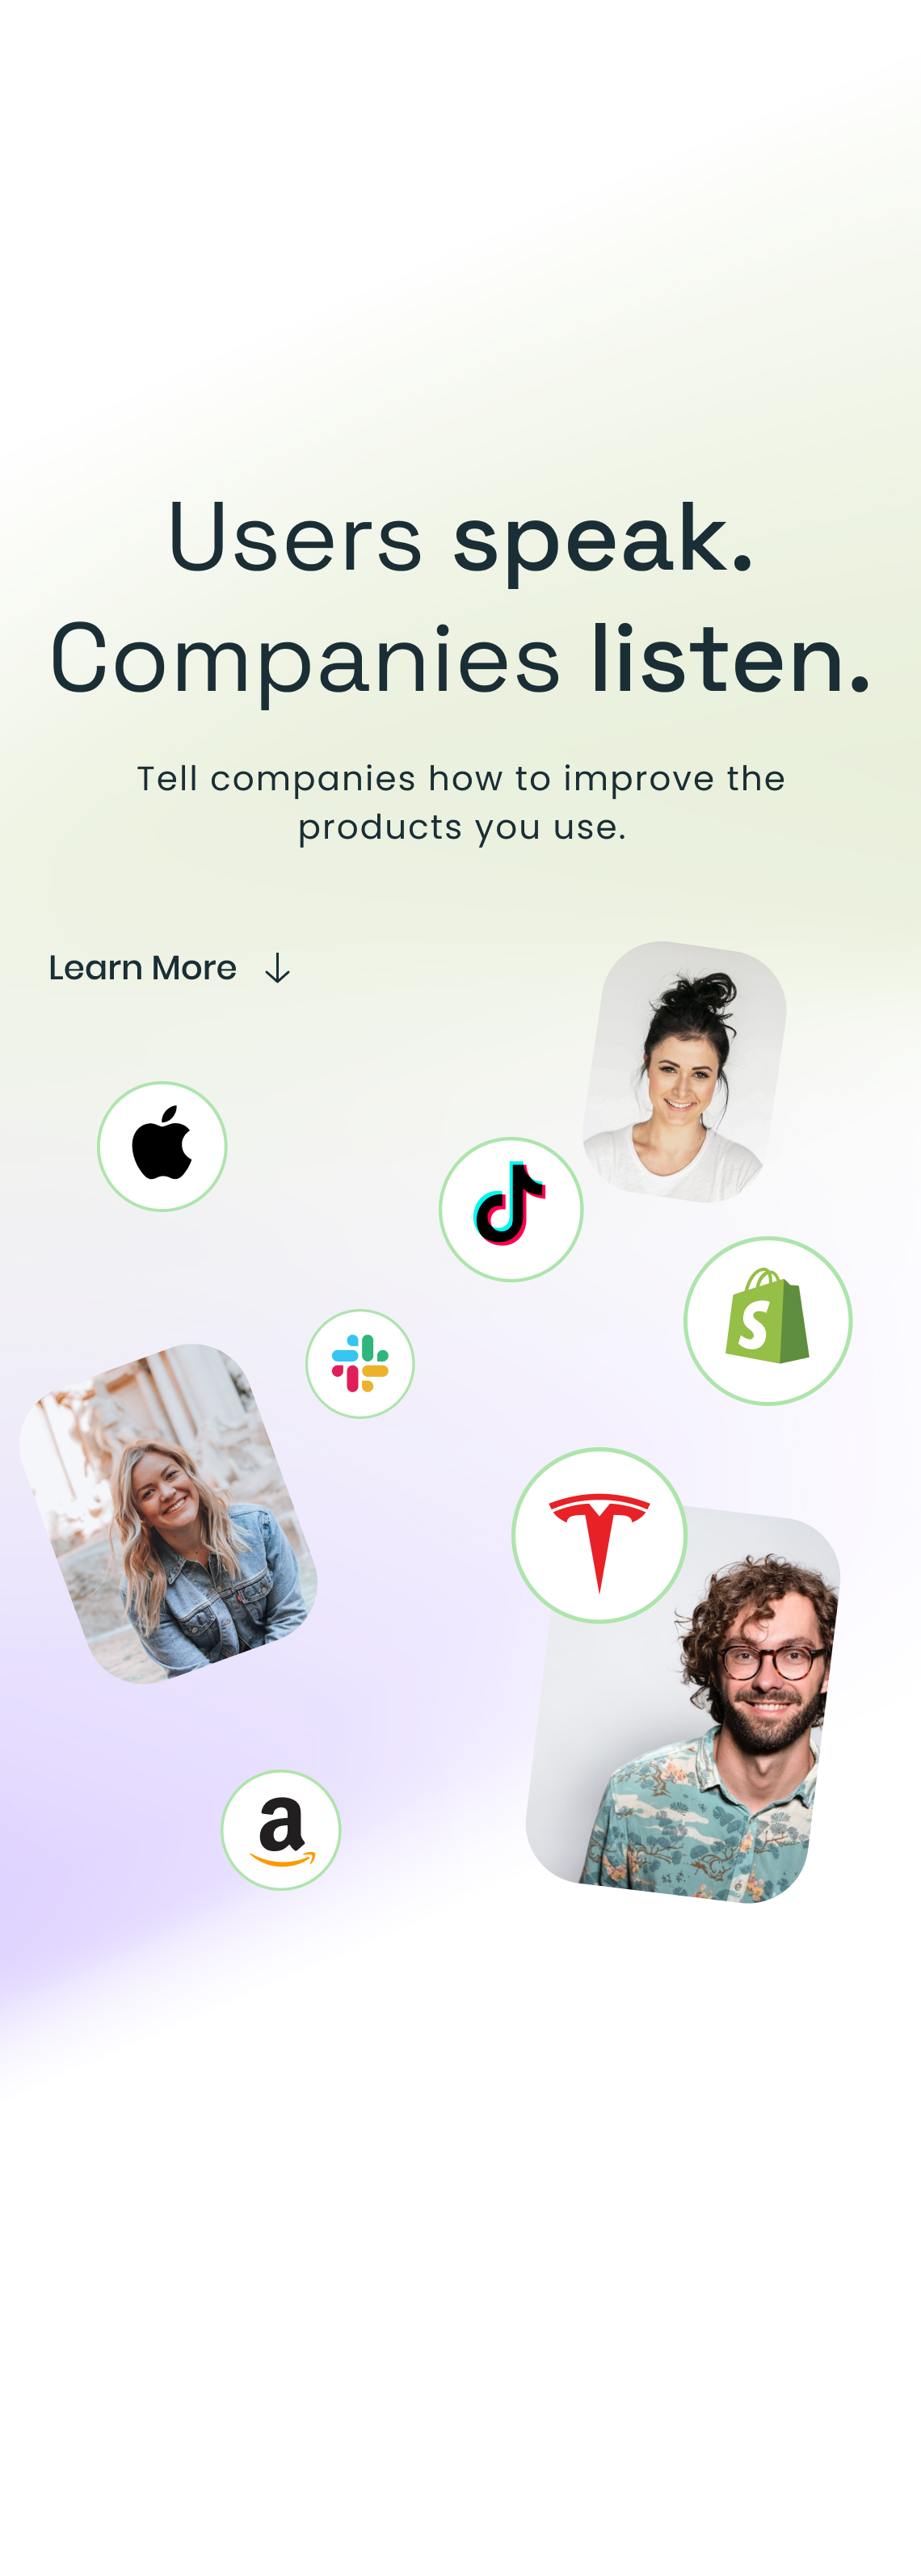 Users speak.
Companies listen.
Tell companies how to improve the
products you use.
Learn More